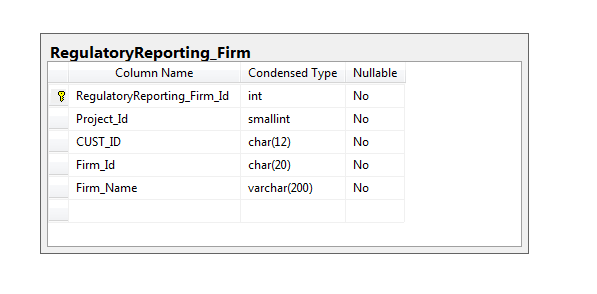 RegulatoryReporting_Firm
Column Name Condensed Type Nullable
RegulatoryReporting_Firm_Id int No
Project_Id smallint No
CUST_ID char(12) No
Firm_Id char(20) No
Firm_Name varchar(200) No